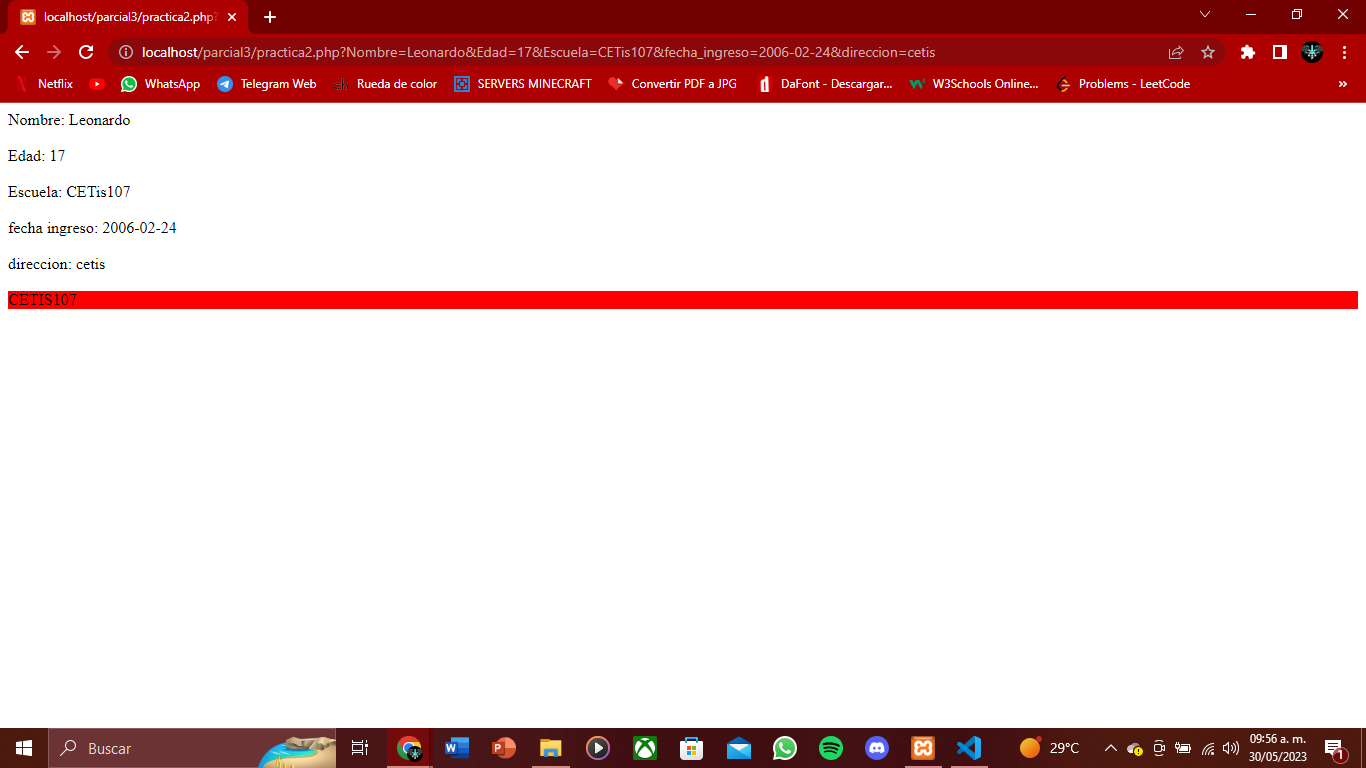 localhost/parcial3/practica2.php?
localhost/parcial3/practica2.php?Nombre=Leonardo&Edad=17&Escuela=CETis107&fecha_ingreso=2006-02-24&direccion=cetis
Netflix WhatsApp Telegram Web Rueda de color SERVERS MINECRAFT Convertir PDF a JPG DaFont - Descargar... W3Schools Online... Problems - LeetCode »
Nombre: Leonardo
Edad: 17
Escuela: CETis107
fecha ingreso: 2006-02-24
direccion: cetis
CETIS107
Buscar
29°C
09:56 a. m.
30/05/2023
1